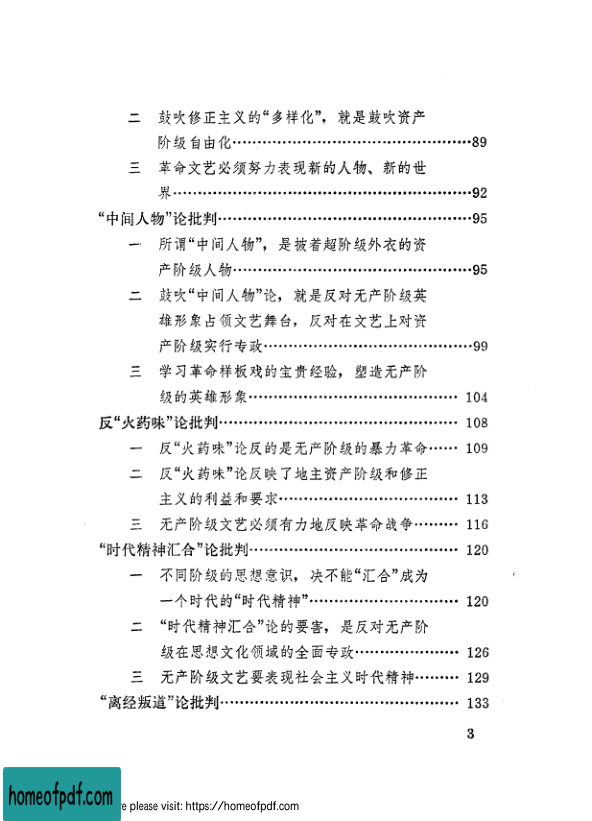 二 鼓吹修正主义的“多样化”，就是鼓吹资产
阶级自由化……………………………………89
三 革命文艺必须努力表现新的人物、新的世
界………………………………………………92
“中间人物”论批判……………………………………95
一 所谓“中间人物”，是披着超阶级外衣的资
产阶级人物……………………………………95
二 鼓吹“中间人物”论，就是反对无产阶级英
雄形象占领文艺舞台，反对在文艺上对资
产阶级实行专政………………………………99
三 学习革命样板戏的宝贵经验，塑造无产阶
级的英雄形象……………………………… 104
反“火药味”论批判…………………………………… 108
一 反“火药味”论反的是无产阶级的暴力革命…… 109
二 反“火药味”论反映了地主资产阶级和修正
主义的利益和要求………………………… 113
三 无产阶级文艺必须有力地反映革命战争……… 116
“时代精神汇合”论批判……………………………… 120
一 不同阶级的思想意识，决不能“汇合”成为
一个时代的“时代精神”…………………… 120
二 “时代精神汇合”论的要害，是反对无产阶
级在思想文化领域的全面专政…………………… 126
三 无产阶级文艺要表现社会主义时代精神……… 129
“离经叛道”论批判…………………………………… 133
3
homeofpdf.com
re please visit: https://homeofpdf.com